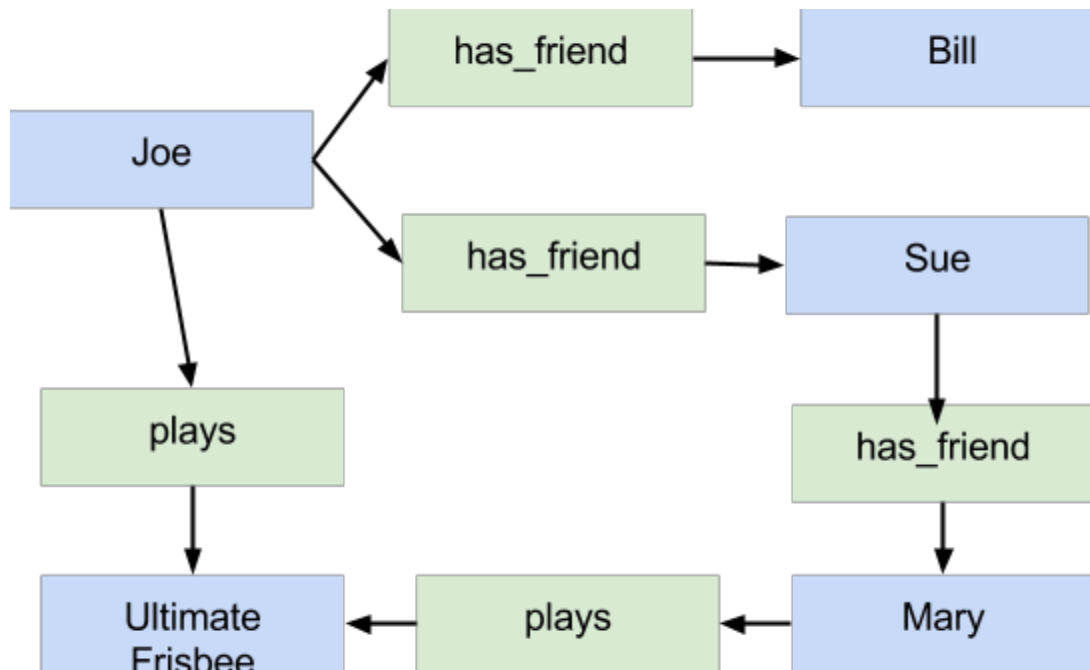 has_friend
Bill
Joe
has_friend
Sue
plays
has_friend
Ultimate
Frisbee
plays
Mary